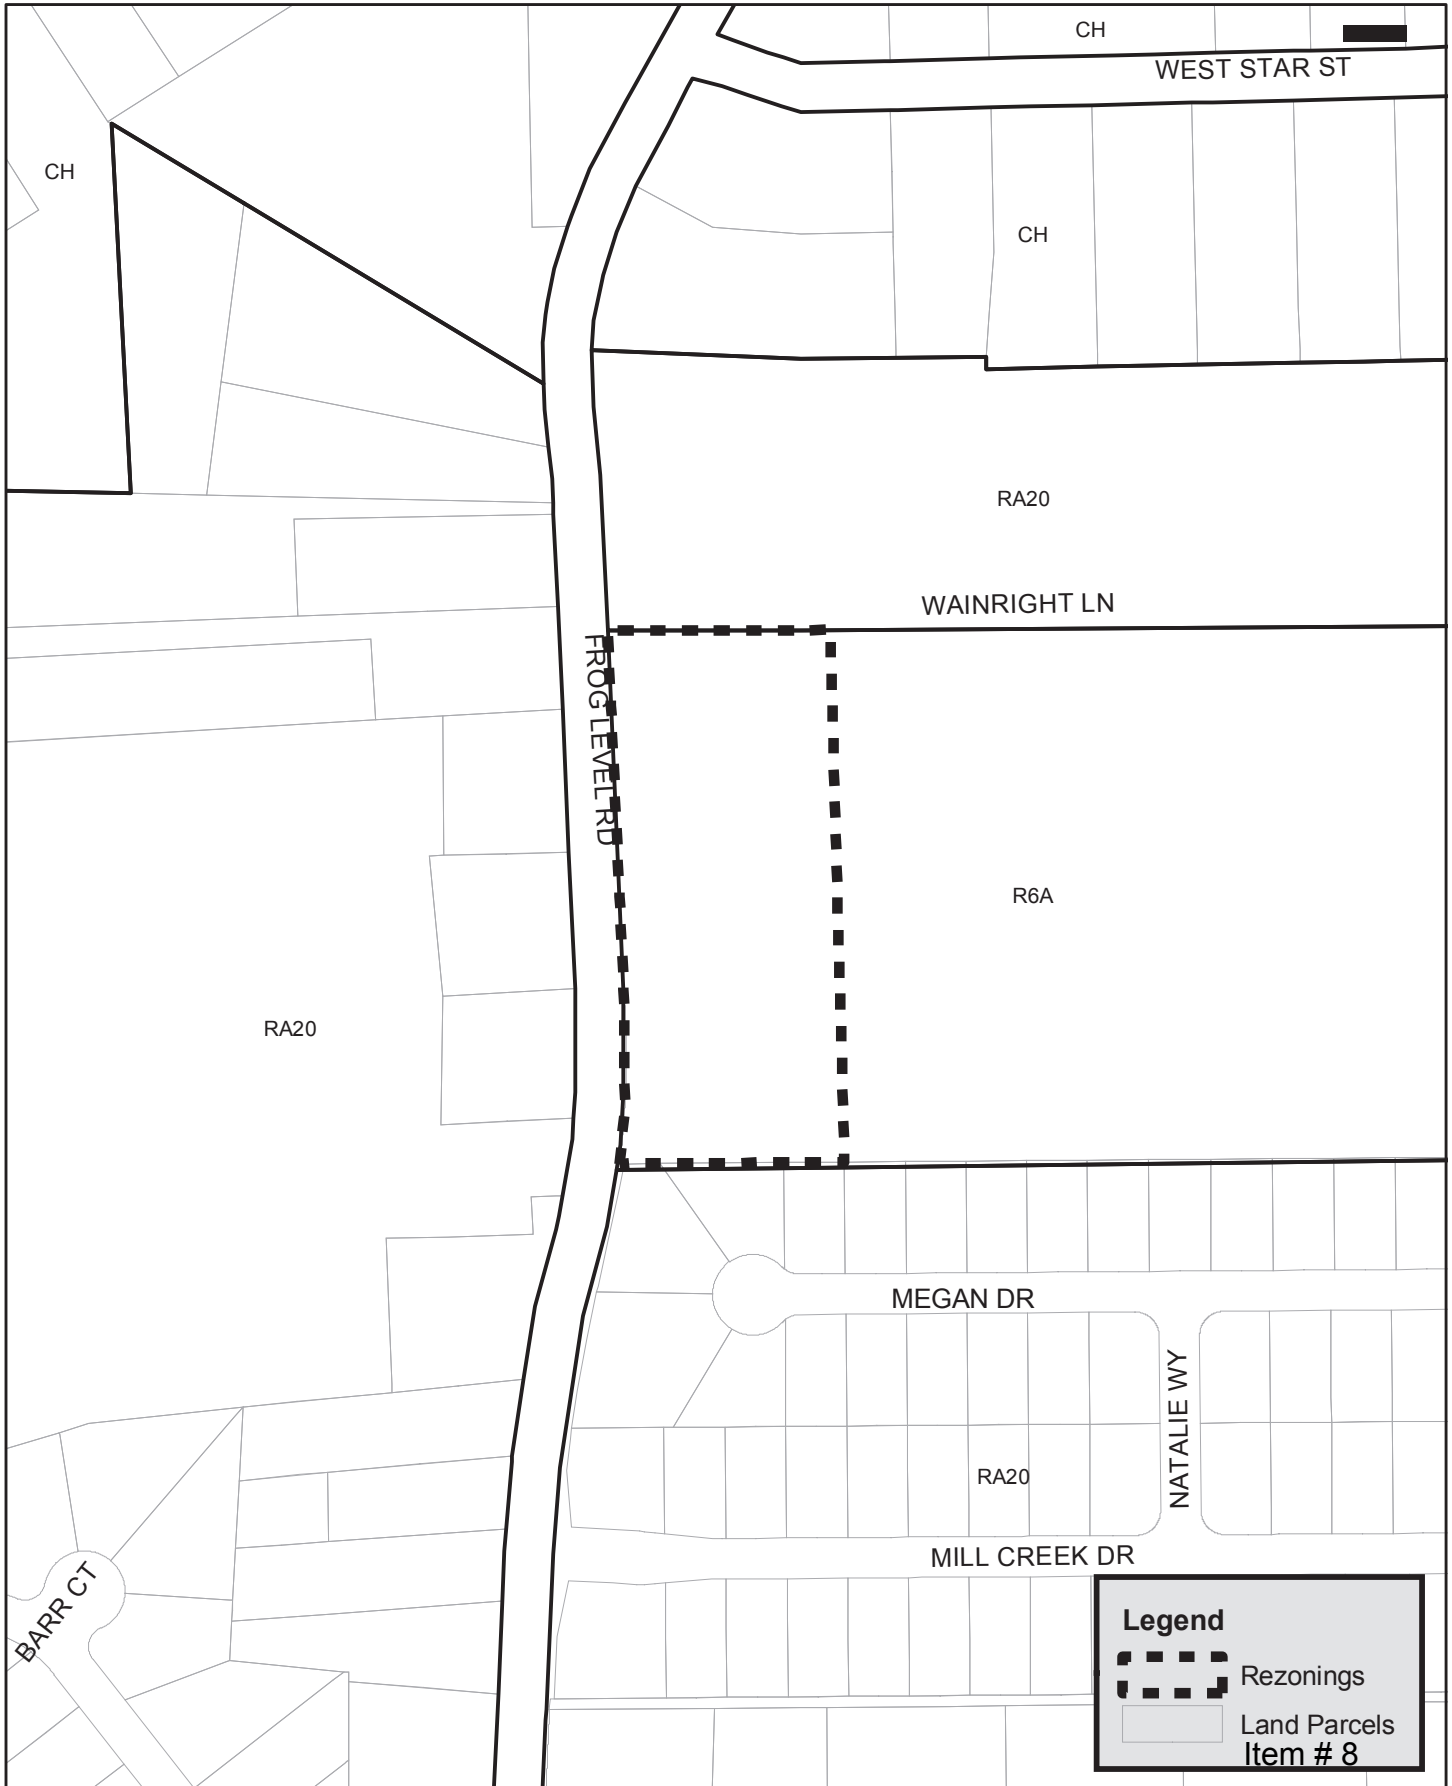 CH
WEST STAR ST
CH
CH
RA20
WAINRIGHT LN
FROG LEVEL RD
R6A
RA20
MEGAN DR
NATALIE WY
RA20
MILL CREEK DR
BARR CT
Legend
Rezonings
Land Parcels
Item # 8